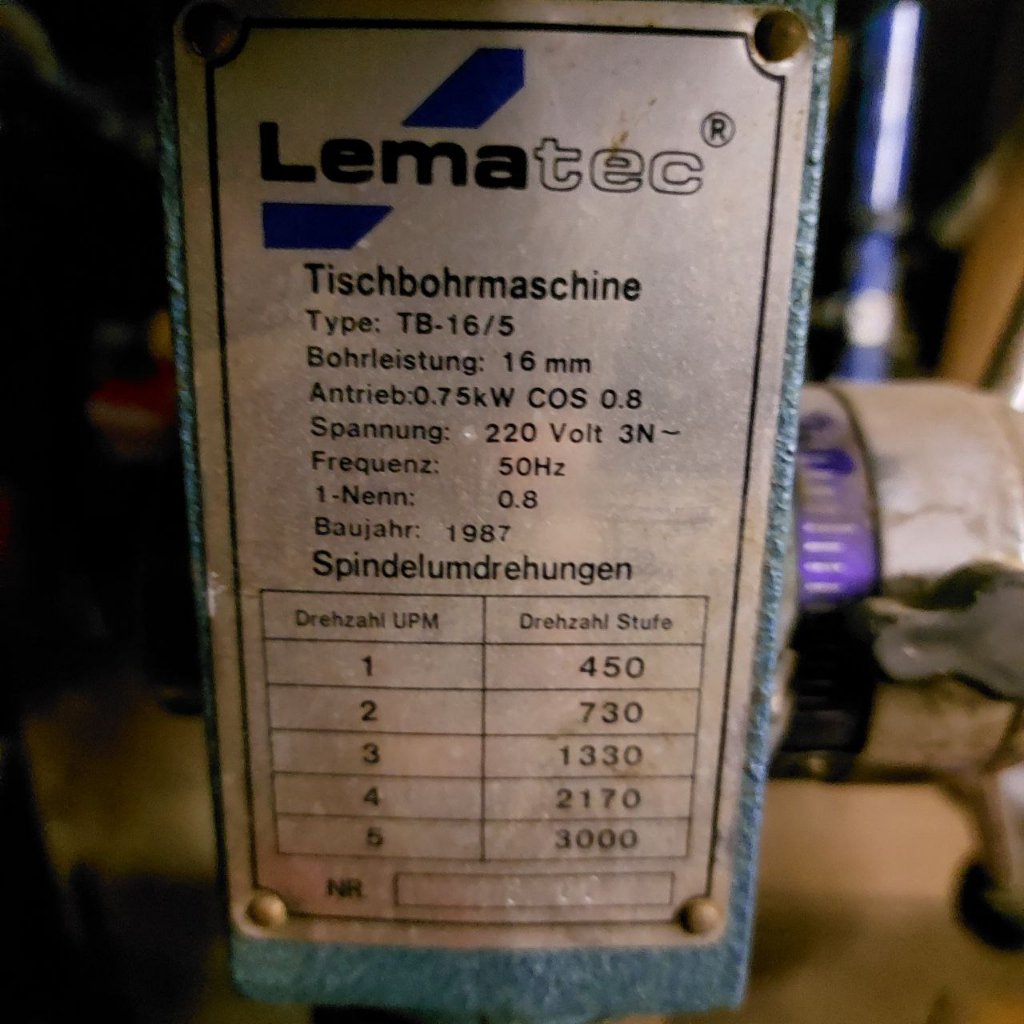 Lematec®
Tischbohrmaschine
Type: TB-16/5
Bohrleistung: 16 mm
Antrieb:0.75kW COS 0.8
Spannung: 220 Volt 3N~
Frequenz: 50Hz
1-Nenn: 0.8
Baujahr: 1987
Spindelumdrehungen
Drehzahl UPM Drehzahl Stufe
1 450
2 730
3 1330
4 2170
5 3000
NR